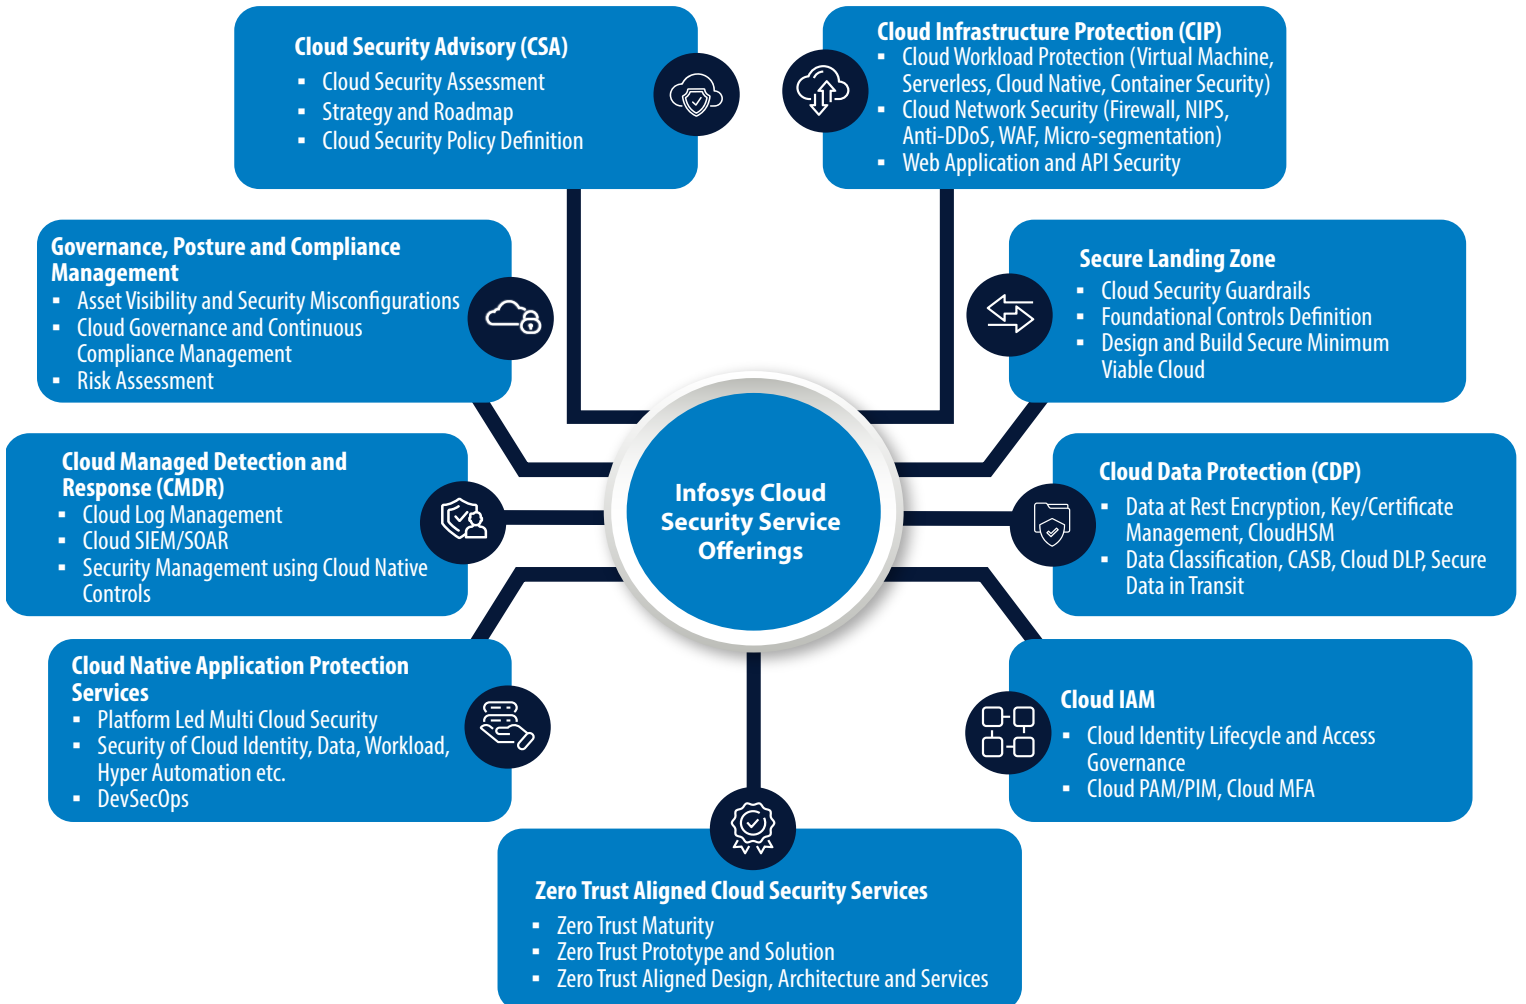 Cloud Security Advisory (CSA)
▪ Cloud Security Assessment
▪ Strategy and Roadmap
▪ Cloud Security Policy Definition
Cloud Infrastructure Protection (CIP)
▪ Cloud Workload Protection (Virtual Machine,
Serverless, Cloud Native, Container Security)
▪ Cloud Network Security (Firewall, NIPS,
Anti-DDoS, WAF, Micro-segmentation)
▪ Web Application and API Security
Governance, Posture and Compliance
Management
▪ Asset Visibility and Security Misconfigurations
▪ Cloud Governance and Continuous
Compliance Management
▪ Risk Assessment
Secure Landing Zone
▪ Cloud Security Guardrails
▪ Foundational Controls Definition
▪ Design and Build Secure Minimum
Viable Cloud
Cloud Managed Detection and
Response (CMDR)
▪ Cloud Log Management
▪ Cloud SIEM/SOAR
▪ Security Management using Cloud Native
Controls
Infosys Cloud
Security Service
Offerings
Cloud Data Protection (CDP)
▪ Data at Rest Encryption, Key/Certificate
Management, CloudHSM
▪ Data Classification, CASB, Cloud DLP, Secure
Data in Transit
Cloud Native Application Protection
Services
▪ Platform Led Multi Cloud Security
▪ Security of Cloud Identity, Data, Workload,
Hyper Automation etc.
▪ DevSecOps
Cloud IAM
▪ Cloud Identity Lifecycle and Access
Governance
▪ Cloud PAM/PIM, Cloud MFA
Zero Trust Aligned Cloud Security Services
▪ Zero Trust Maturity
▪ Zero Trust Prototype and Solution
▪ Zero Trust Aligned Design, Architecture and Services